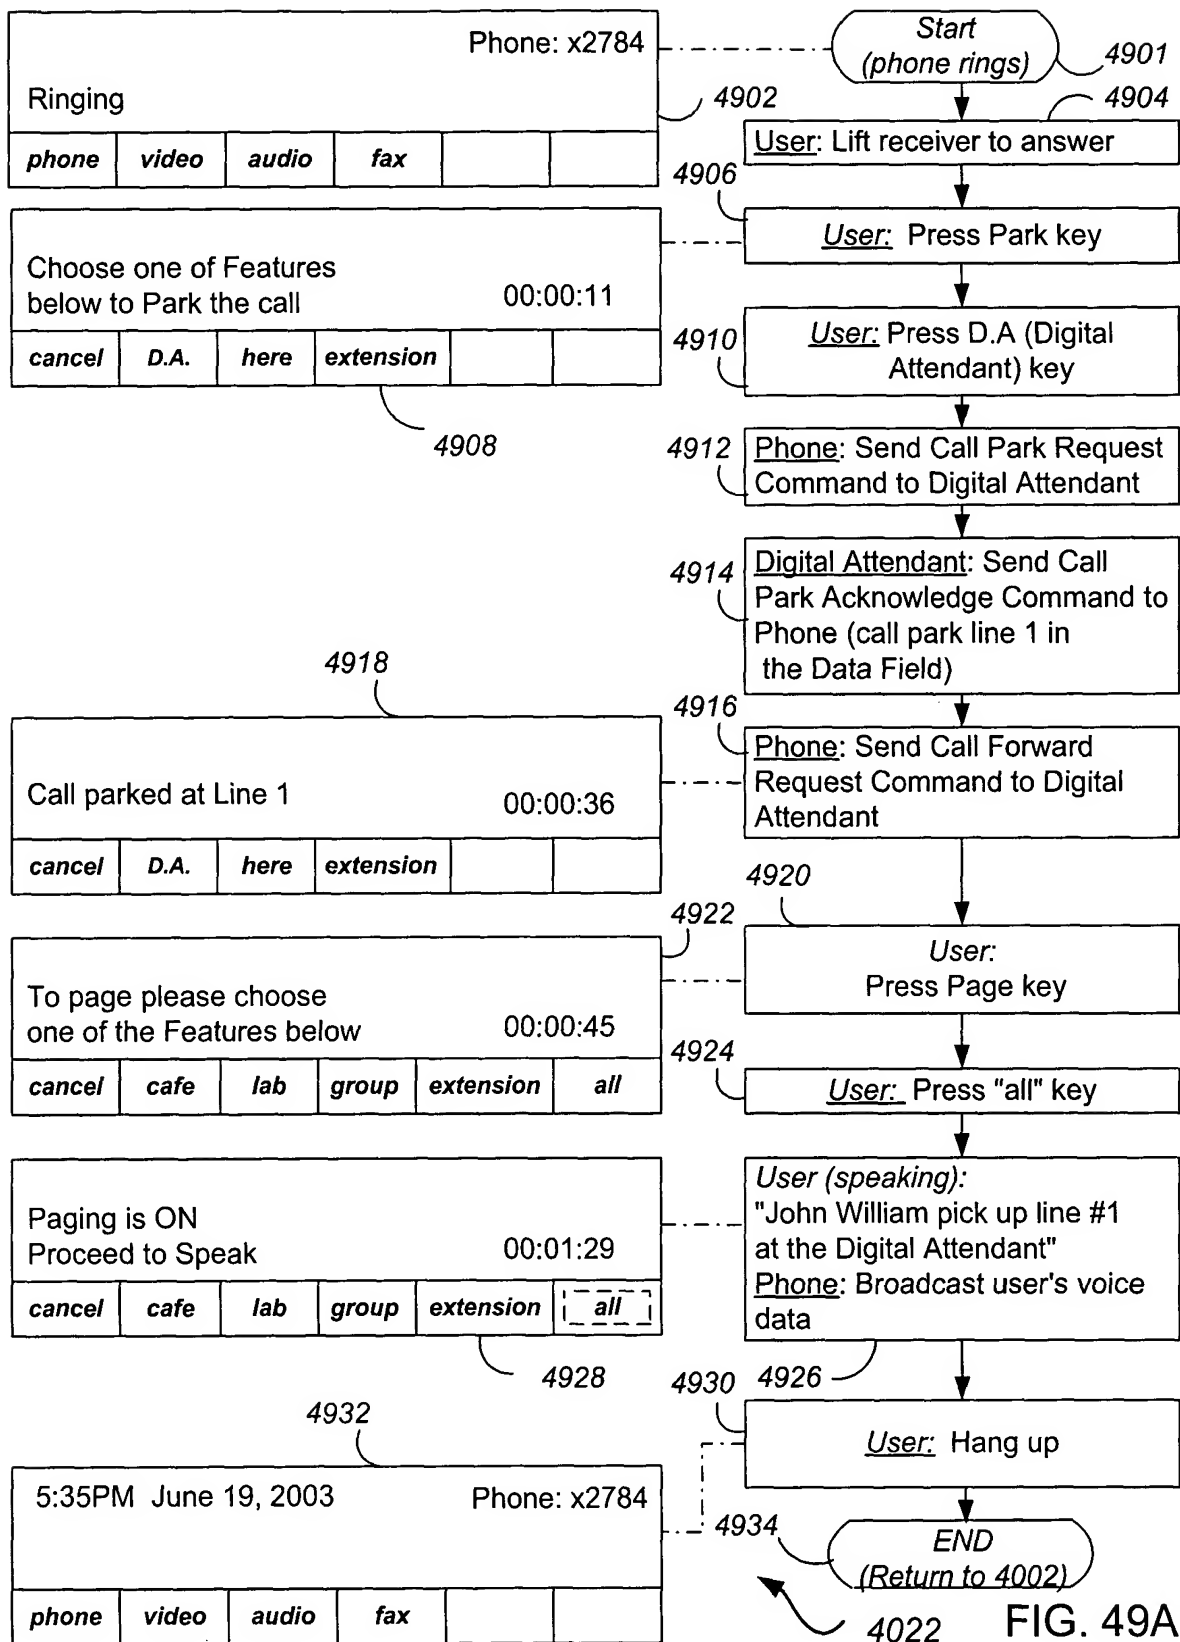 Phone: x2784
Ringing
phone video audio fax
4902
Start
(phone rings)
4901
4904
User: Lift receiver to answer
4906
User: Press Park key
Choose one of Features
below to Park the call 00:00:11
cancel D.A. here extension
4908
4910
User: Press D.A (Digital
Attendant) key
4912
Phone: Send Call Park Request
Command to Digital Attendant
4914
Digital Attendant: Send Call
Park Acknowledge Command to
Phone (call park line 1 in
the Data Field)
4918
4916
Phone: Send Call Forward
Request Command to Digital
Attendant
Call parked at Line 1 00:00:36
cancel D.A. here extension
4920
4922
User:
Press Page key
To page please choose
one of the Features below 00:00:45
cancel cafe lab group extension all
4924
User: Press "all" key
Paging is ON
Proceed to Speak 00:01:29
cancel cafe lab group extension all
4928
User (speaking):
"John William pick up line #1
at the Digital Attendant"
Phone: Broadcast user's voice
data
4926
4930
User: Hang up
4932
5:35PM June 19, 2003 Phone: x2784
phone video audio fax
4934
END
(Return to 4002)
4022
FIG. 49A